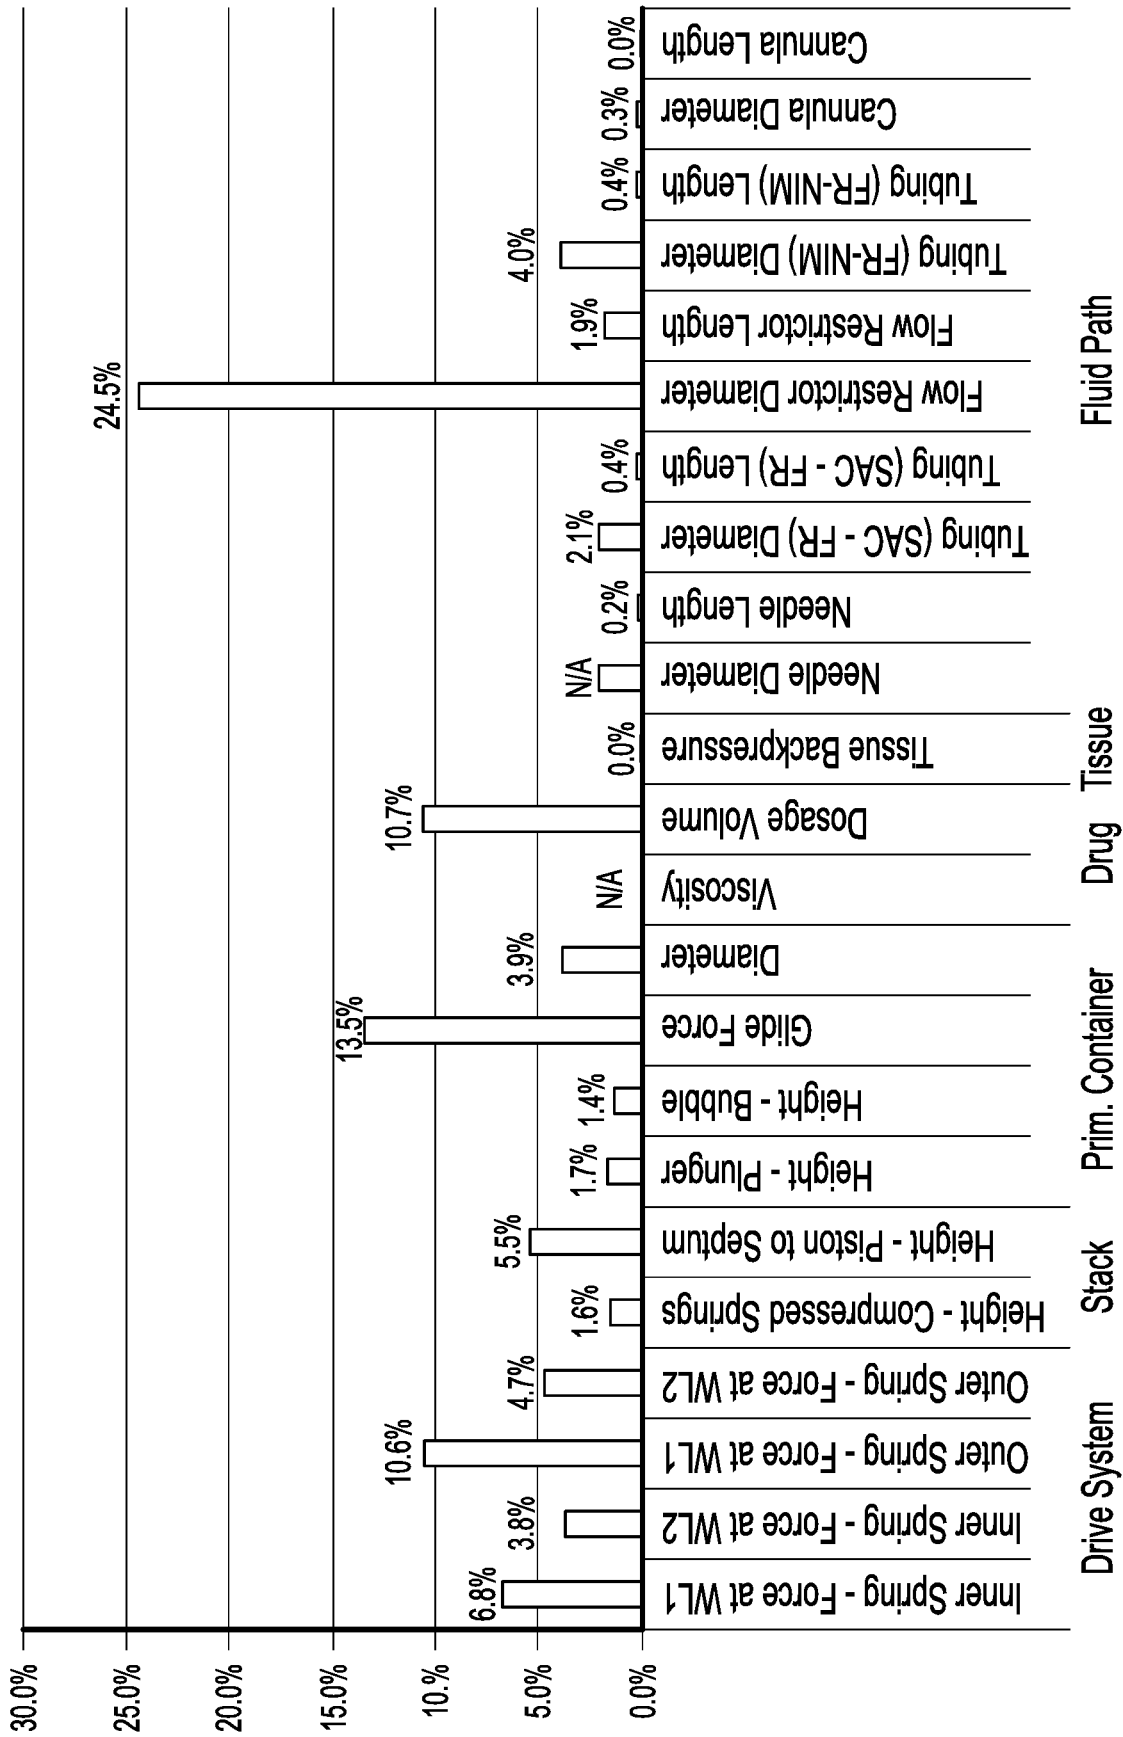 30.0%
25.0%
20.0%
15.0%
10.%
5.0%
0.0%
6.8%
3.8%
10.6%
4.7%
1.6%
5.5%
1.7%
1.4%
13.5%
3.9%
N/A
10.7%
0.0%
N/A
0.2%
2.1%
0.4%
24.5%
1.9%
4.0%
0.4%
0.3%
0.0%
Inner Spring - Force at WL1
Inner Spring - Force at WL2
Outer Spring - Force at WL1
Outer Spring - Force at WL2
Height - Compressed Springs
Height - Piston to Septum
Height - Plunger
Height - Bubble
Glide Force
Diameter
Viscosity
Dosage Volume
Tissue Backpressure
Needle Diameter
Needle Length
Tubing (SAC - FR) Diameter
Tubing (SAC - FR) Length
Flow Restrictor Diameter
Flow Restrictor Length
Tubing (FR-NIM) Diameter
Tubing (FR-NIM) Length
Cannula Diameter
Cannula Length
Drive System
Stack
Prim. Container
Drug
Tissue
Fluid Path